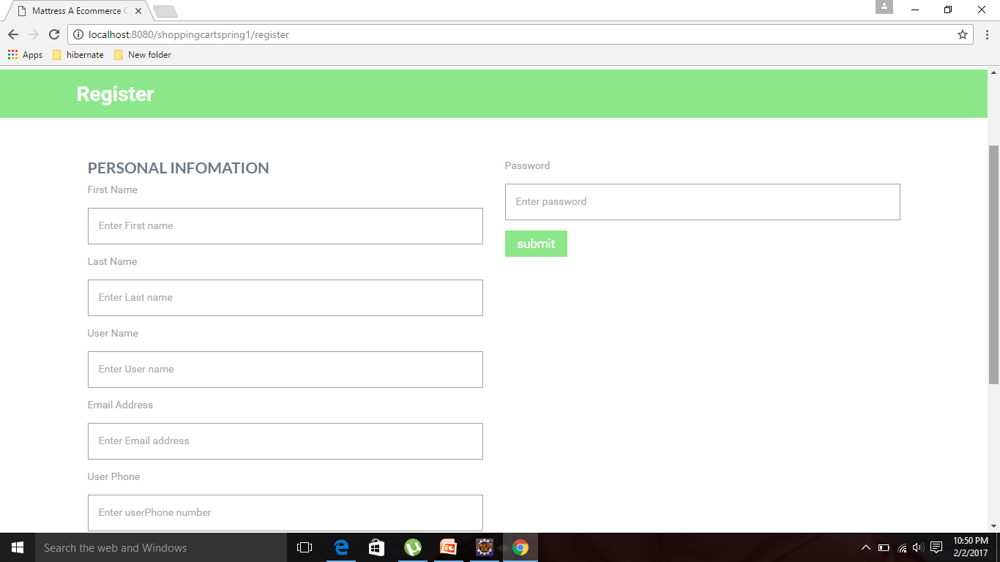 Mattress A Ecommerce C
localhost:8080/shoppingcartspring1/register
Apps hibernate New folder
Register
PERSONAL INFOMATION
First Name
Enter First name
Last Name
Enter Last name
User Name
Enter User name
Email Address
Enter Email address
User Phone
Enter userPhone number
Password
Enter password
submit
Search the web and Windows
10:50 PM
2/2/2017